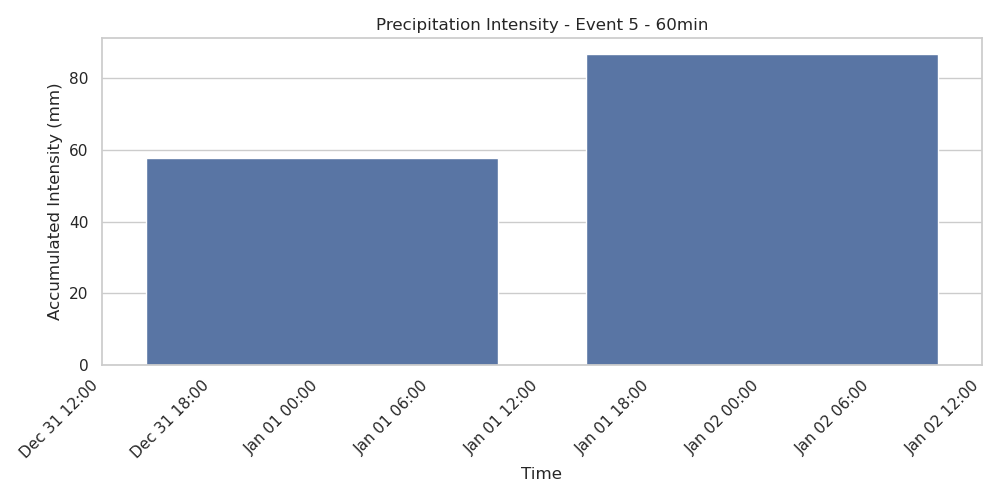 Precipitation Intensity - Event 5 - 60min
Accumulated Intensity (mm)
80
60
40
20
0
Dec 31 12:00
Dec 31 18:00
Jan 01 00:00
Jan 01 06:00
Jan 01 12:00
Jan 01 18:00
Jan 02 00:00
Jan 02 06:00
Jan 02 12:00
Time